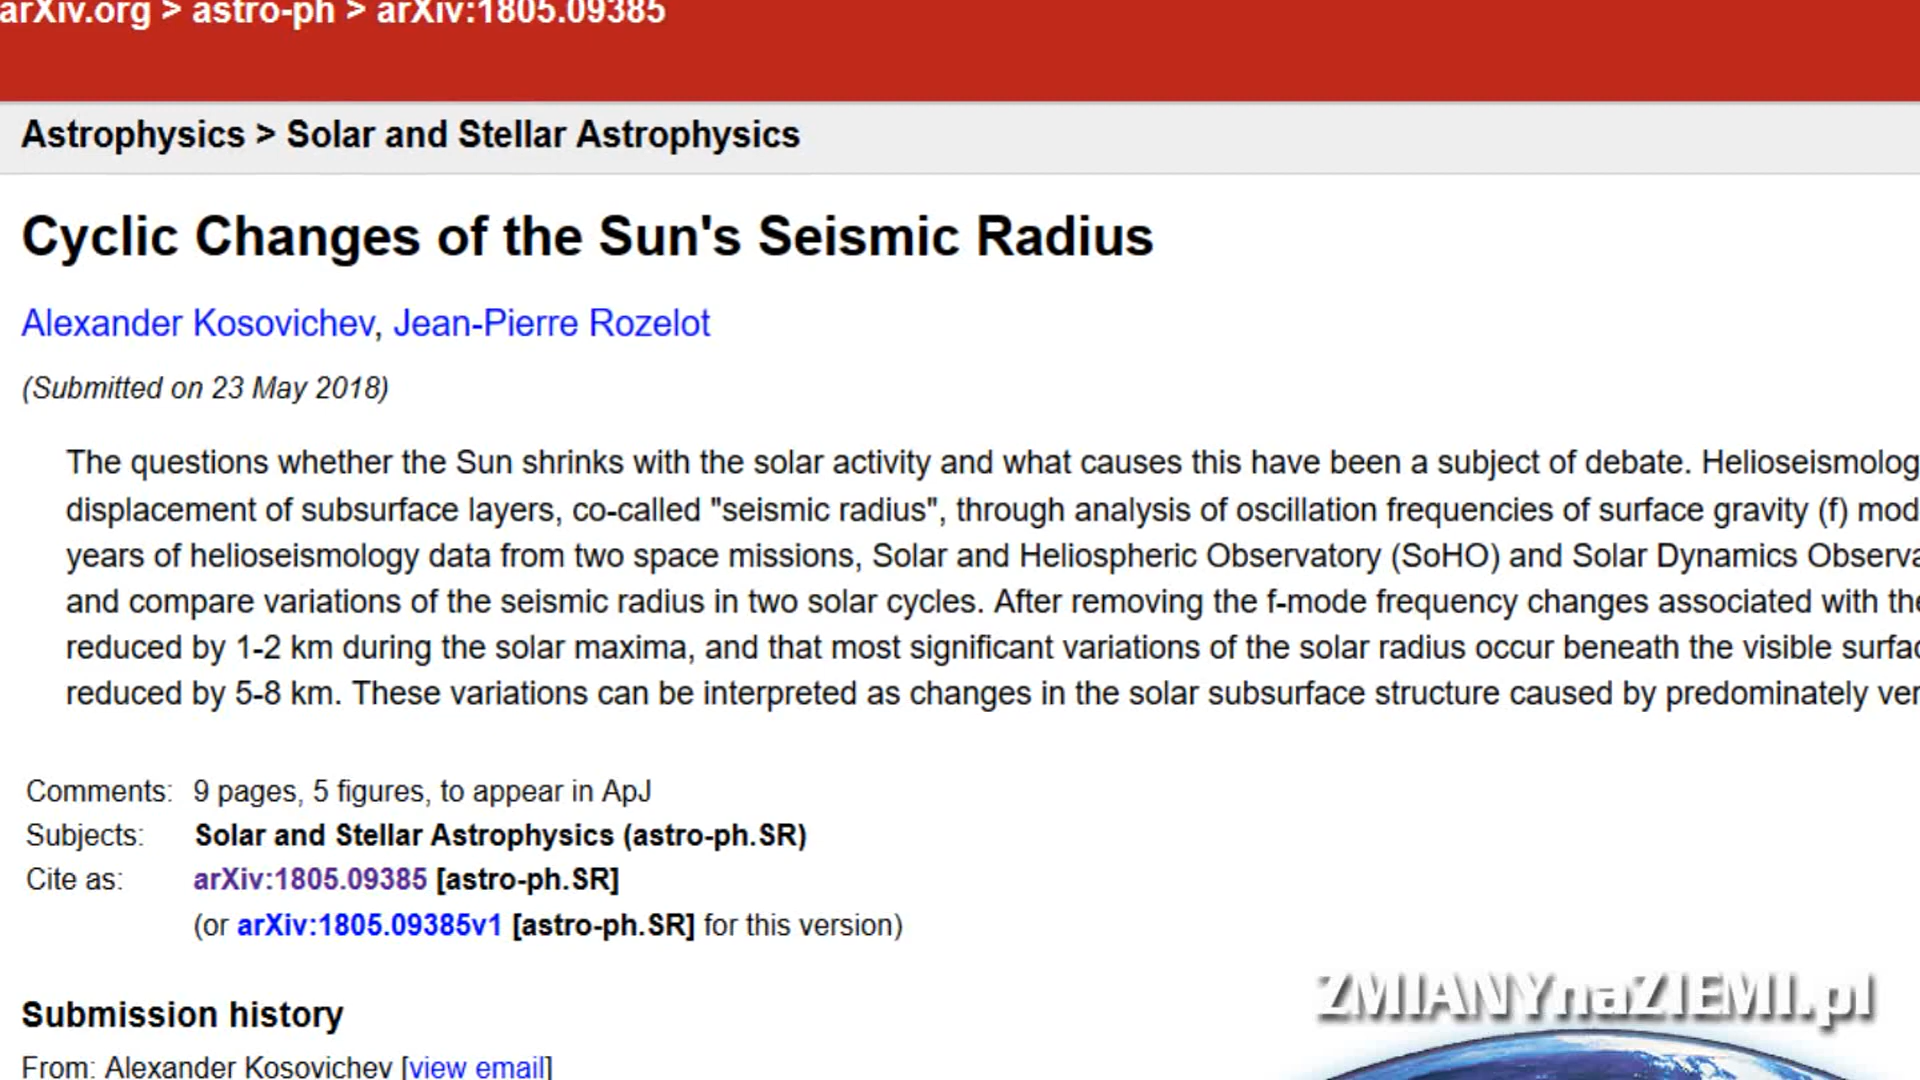 arXiv.org > astro-ph > arXiv:1805.09385
Astrophysics > Solar and Stellar Astrophysics
Cyclic Changes of the Sun's Seismic Radius
Alexander Kosovichev, Jean-Pierre Rozelot
(Submitted on 23 May 2018)
The questions whether the Sun shrinks with the solar activity and what causes this have been a subject of debate. Helioseismolog
displacement of subsurface layers, co-called "seismic radius", through analysis of oscillation frequencies of surface gravity (f) mod
years of helioseismology data from two space missions, Solar and Heliospheric Observatory (SoHO) and Solar Dynamics Observa
and compare variations of the seismic radius in two solar cycles. After removing the f-mode frequency changes associated with the
reduced by 1-2 km during the solar maxima, and that most significant variations of the solar radius occur beneath the visible surfac
reduced by 5-8 km. These variations can be interpreted as changes in the solar subsurface structure caused by predominately ver
Comments: 9 pages, 5 figures, to appear in ApJ
Subjects: Solar and Stellar Astrophysics (astro-ph.SR)
Cite as: arXiv:1805.09385 [astro-ph.SR]
(or arXiv:1805.09385v1 [astro-ph.SR] for this version)
ZMIANYnaZIEMI.pl
Submission history
From: Alexander Kosovichev [view email]